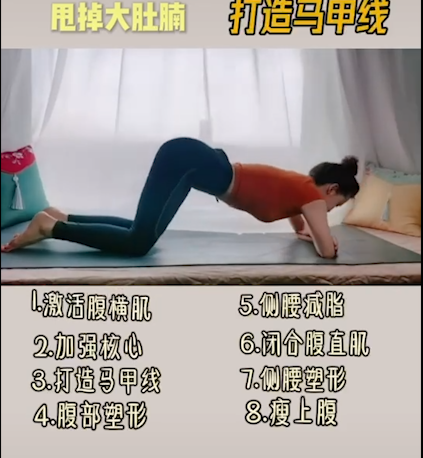 甩掉大肚腩 打造马甲线
1.激活腹横肌
2.加强核心
3.打造马甲线
4.腹部塑形
5.侧腰减脂
6.闭合腹直肌
7.侧腰塑形
8.瘦上腹